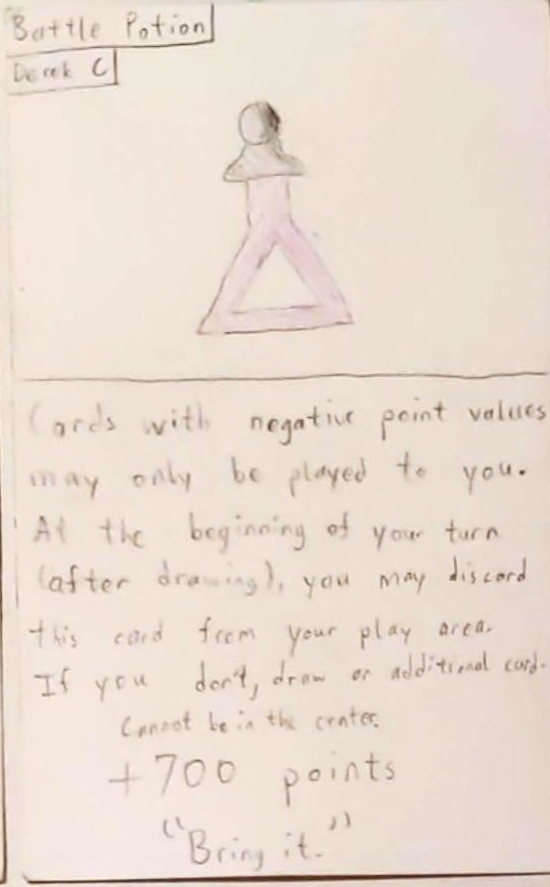 Battle Potion
Derek C
Cards with negative point values
may only be played to you.
At the beginning of your turn
(after drawing), you may discard
this card from your play area.
If you don't, draw an additional card.
Cannot be in the center.
+700 points
"Bring it."